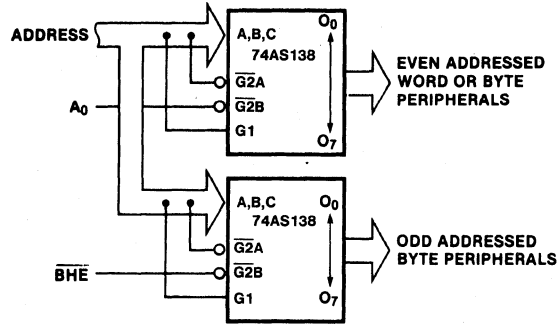 ADDRESS
A0
A,B,C
74AS138
G2A
G2B
G1
O0
O7
EVEN ADDRESSED
WORD OR BYTE
PERIPHERALS
BHE
A,B,C
74AS138
G2A
G2B
G1
O0
O7
ODD ADDRESSED
BYTE PERIPHERALS